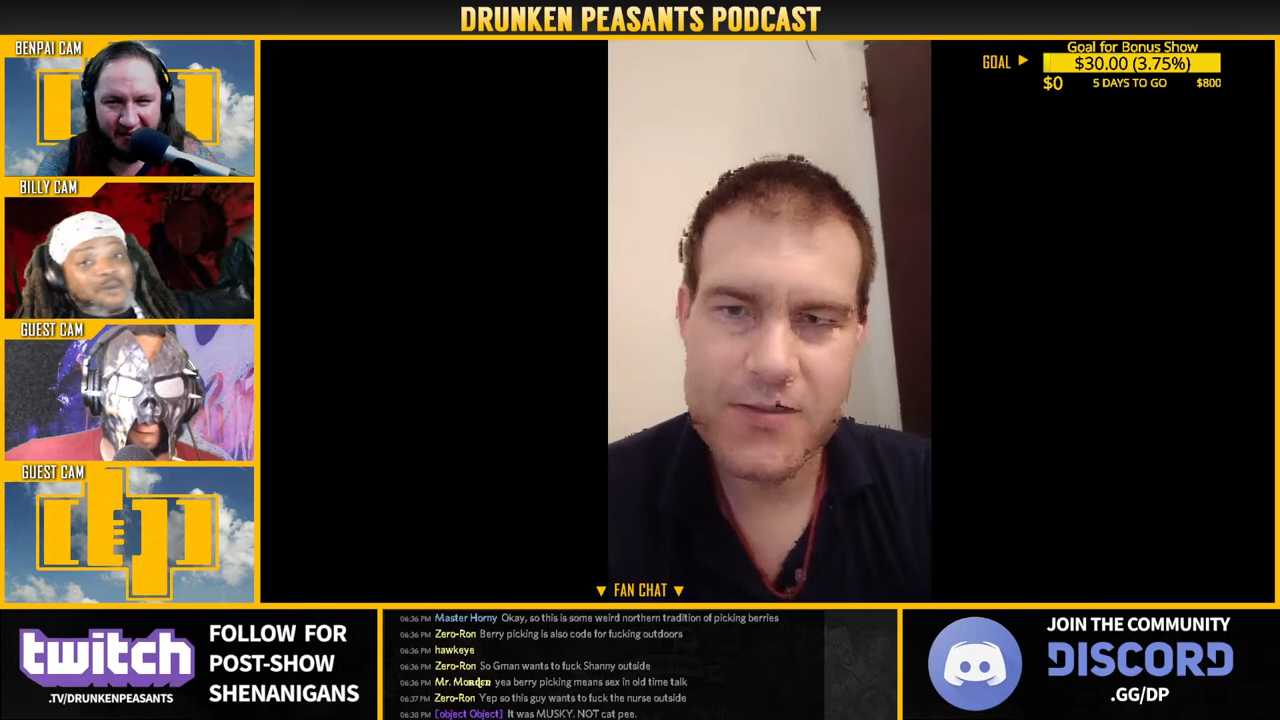 DRUNKEN PEASANTS PODCAST
BENPAI CAM
BILLY CAM
GUEST CAM
GUEST CAM
Goal for Bonus Show
GOAL
$30.00 (3.75%)
$0 5 DAYS TO GO $800
FAN CHAT
06:36 PM Master Horny Okay, so this is some weird northern tradition of picking berries
06:36 PM Zero-Ron Berry picking is also code for fucking outdoors
06:36 PM hawkeye
06:36 PM Zero-Ron So Gman wants to fuck Shanny outside
06:36 PM Mr. yea berry picking means sex in old time talk
06:37 PM Zero-Ron Yep so this guy wants to fuck the nurse outside
06:38 PM [object Object] It was MUSKY. NOT cat pee.
twitch
.TV/DRUNKENPEASANTS
FOLLOW FOR
POST-SHOW
SHENANIGANS
JOIN THE COMMUNITY
DISCORD
.GG/DP